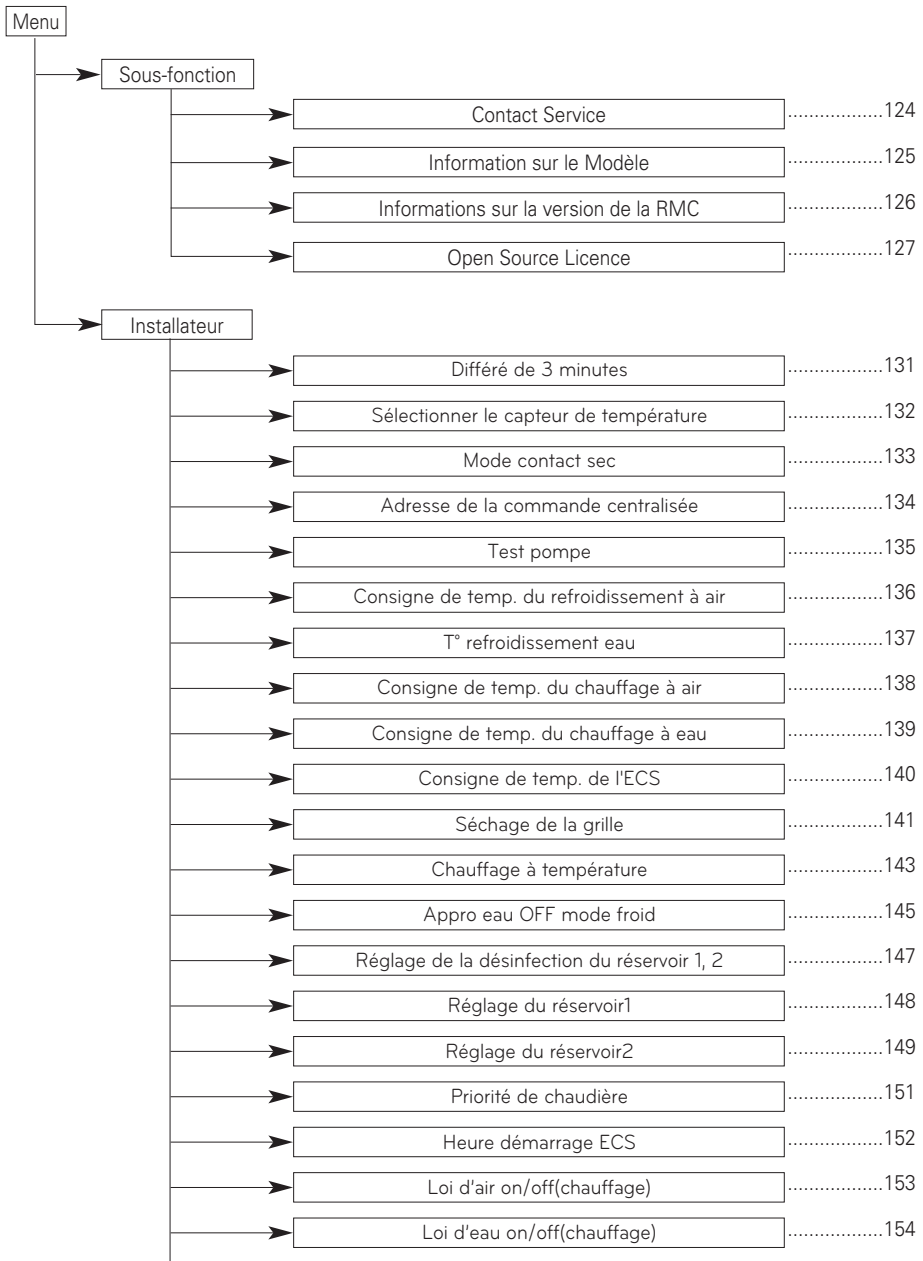 Menu
Sous-fonction
Contact Service ..................124
Information sur le Modèle ..................125
Informations sur la version de la RMC ..................126
Open Source Licence ..................127
Installateur
Différé de 3 minutes ..................131
Sélectionner le capteur de température ..................132
Mode contact sec ..................133
Adresse de la commande centralisée ..................134
Test pompe ..................135
Consigne de temp. du refroidissement à air ..................136
T° refroidissement eau ..................137
Consigne de temp. du chauffage à air ..................138
Consigne de temp. du chauffage à eau ..................139
Consigne de temp. de l'ECS ..................140
Séchage de la grille ..................141
Chauffage à température ..................143
Appro eau OFF mode froid ..................145
Réglage de la désinfection du réservoir 1, 2 ..................147
Réglage du réservoir1 ..................148
Réglage du réservoir2 ..................149
Priorité de chaudière ..................151
Heure démarrage ECS ..................152
Loi d'air on/off(chauffage) ..................153
Loi d'eau on/off(chauffage) ..................154